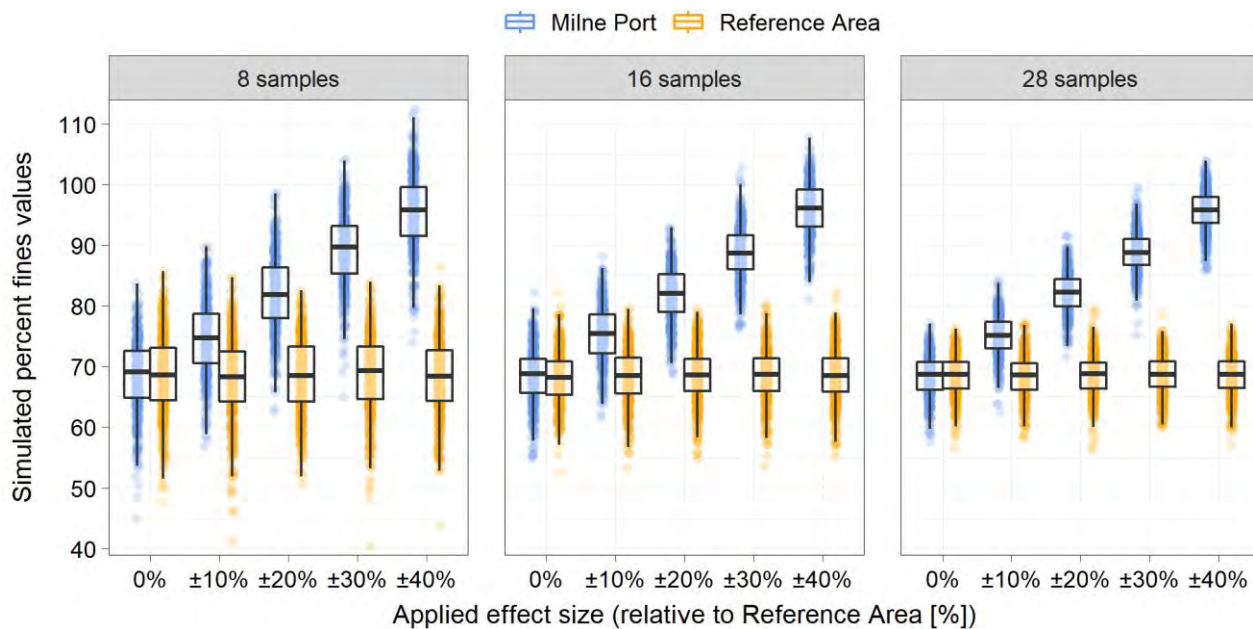 Milne Port Reference Area
8 samples 16 samples 28 samples
Simulated percent fines values
110
100
90
80
70
60
50
40
0% ±10% ±20% ±30% ±40% 0% ±10% ±20% ±30% ±40% 0% ±10% ±20% ±30% ±40%
Applied effect size (relative to Reference Area [%])